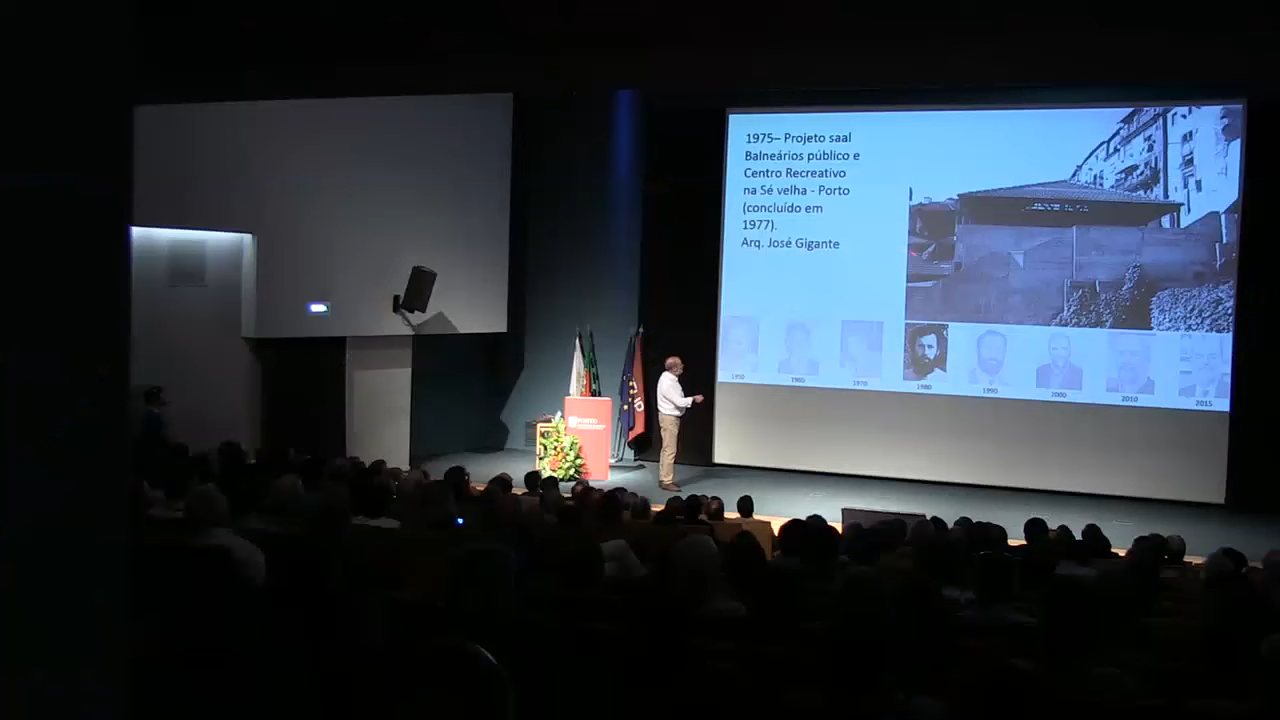 1975– Projeto saal
Balneários público e
Centro Recreativo
na Sé velha - Porto
(concluído em
1977).
Arq. José Gigante
1950
1960
1970
1980
1990
2000
2010
2015
PORTO